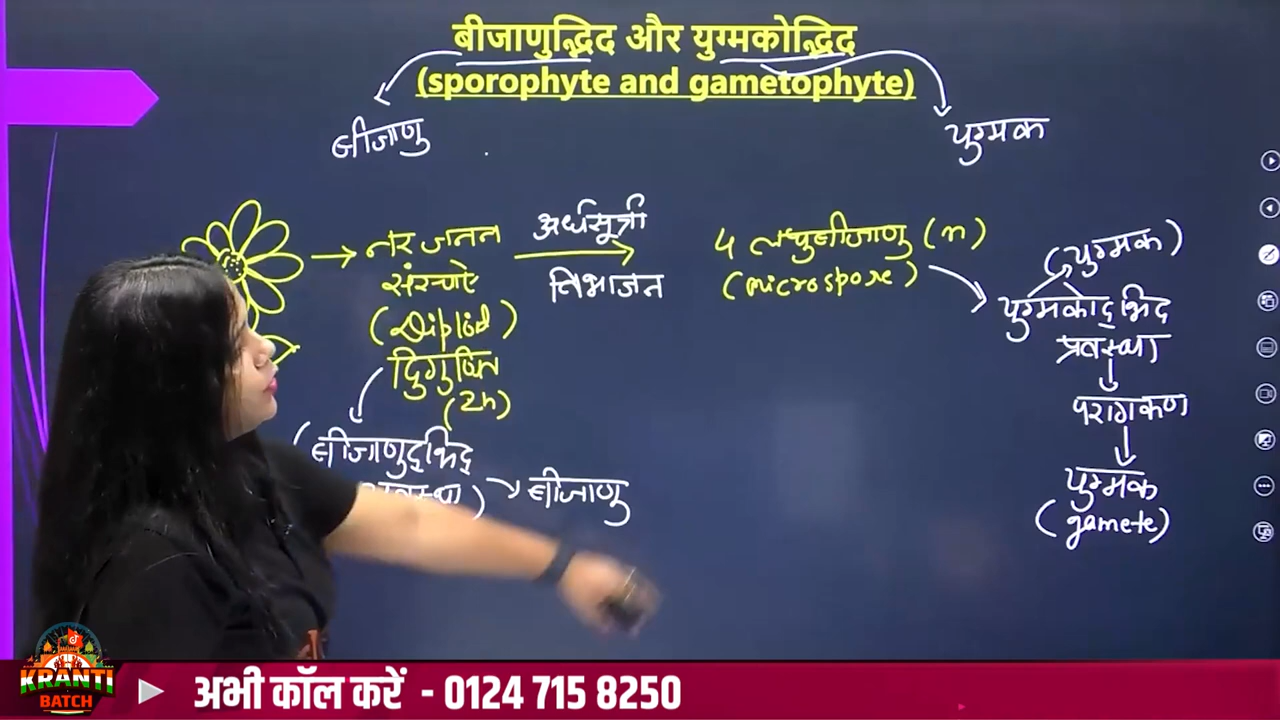 बीजाणुद्भिद और युग्मकोद्भिद
(sporophyte and gametophyte)
बीजाणु
युग्मक
नर जनन
संरचनाएं
(Diploid)
द्विगुणित
(2n)
अर्धसूत्री
विभाजन
4 लघुबीजाणु (n)
(microspore)
(युग्मक)
युग्मकोद्भिद
प्रवस्था
परागकण
युग्मक
(gamete)
(बीजाणुद्भिद
बीजाणु
KRANTI
BATCH
अभी कॉल करें - 0124 715 8250